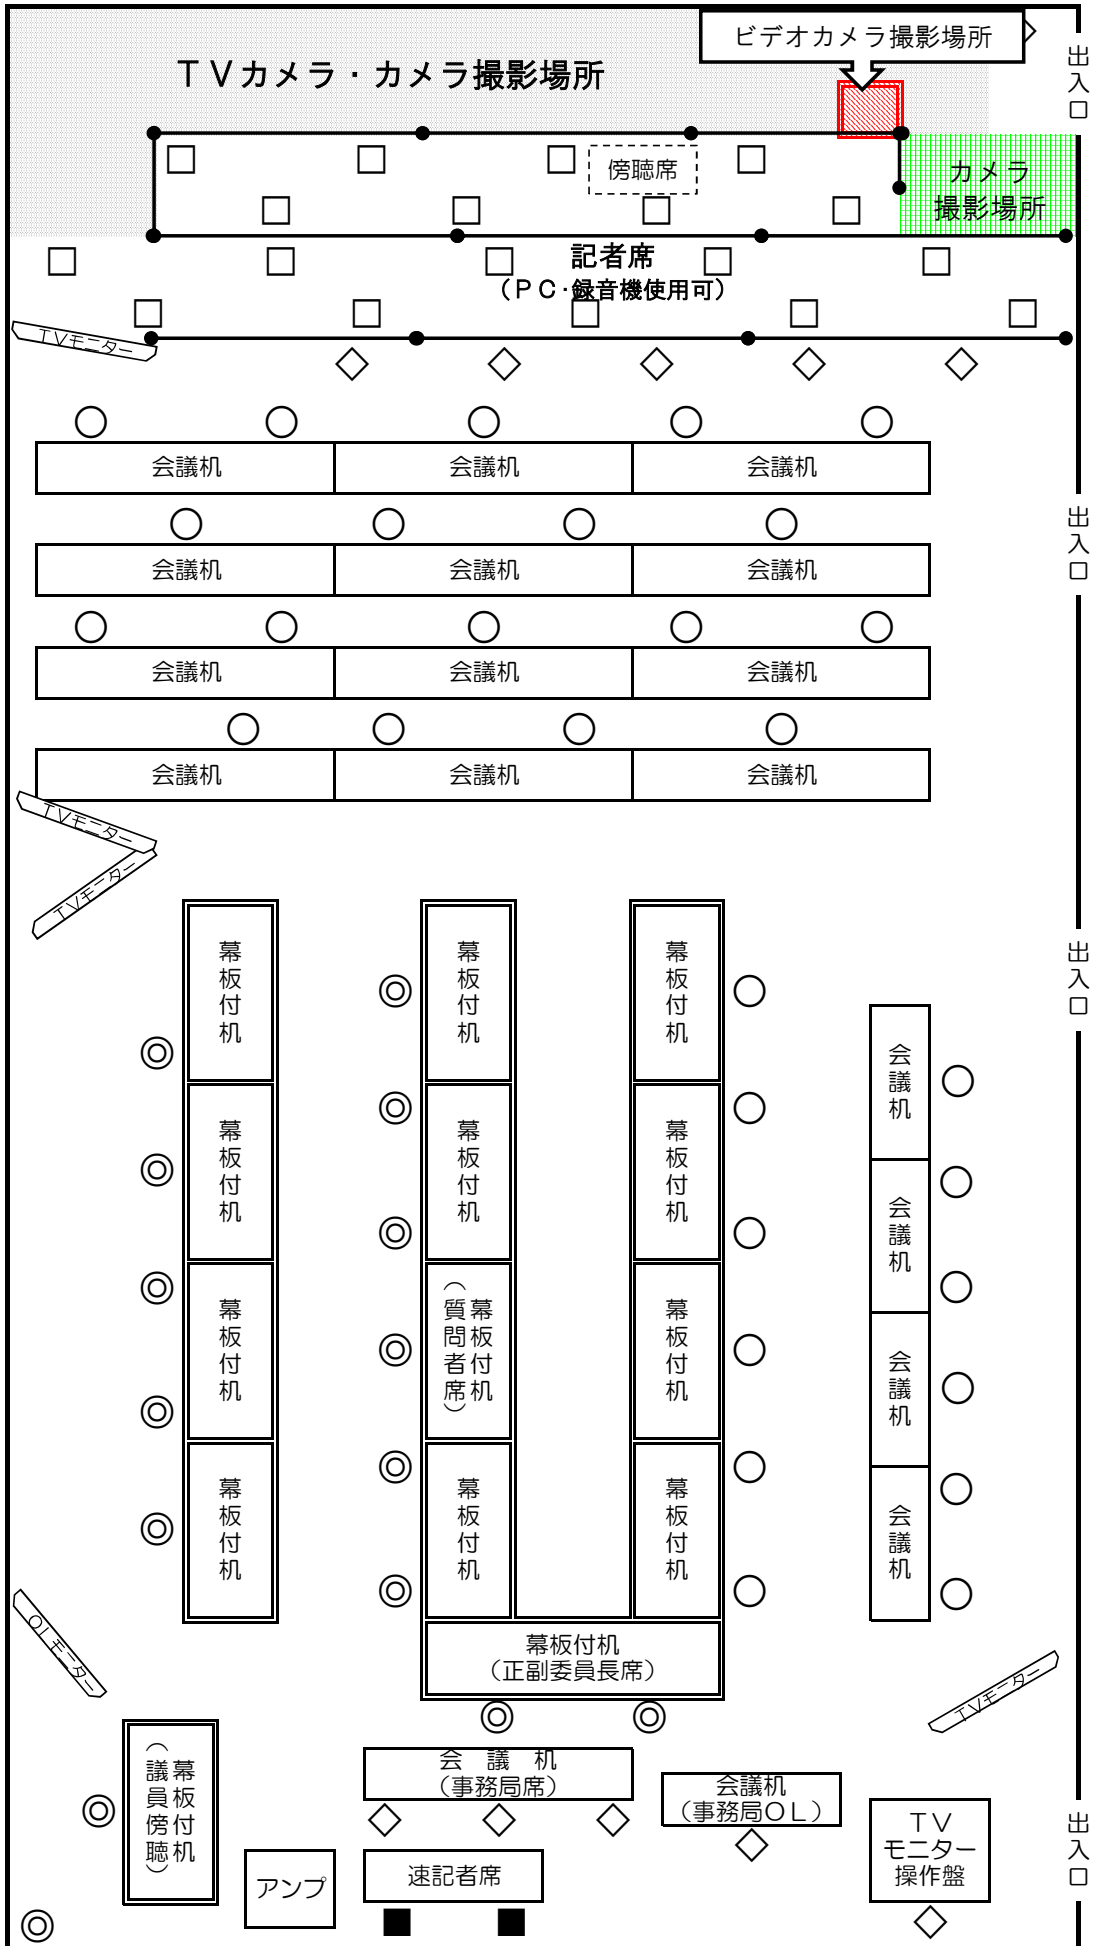 ビデオカメラ撮影場所
出入口
ＴＶカメラ・カメラ撮影場所
傍聴席
カメラ
撮影場所
記者席
（ＰＣ・録音機使用可）
ＴＶモニター
会議机
会議机
会議机
会議机
会議机
会議机
出入口
会議机
会議机
会議机
会議机
会議机
会議机
ＴＶモニター
ＴＶモニター
幕板付机
幕板付机
幕板付机
出入口
会議机
幕板付机
幕板付机
幕板付机
会議机
幕板付机
幕板付机
（質問者席）
幕板付机
会議机
幕板付机
幕板付机
幕板付机
会議机
ＯＬモニター
幕板付机
（正副委員長席）
ＴＶモニター
幕板付机
（議員傍聴）
会　議　机
（事務局席）
会議机
（事務局ＯＬ）
ＴＶ
モニター
操作盤
出入口
アンプ
速記者席